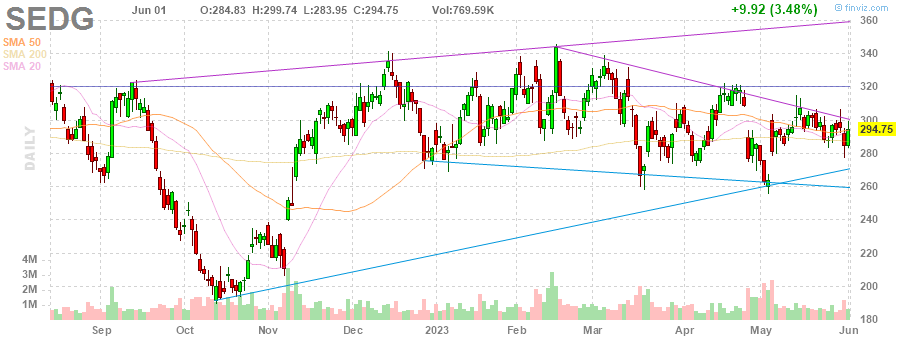 SEDG Jun 01 O:284.83 H:299.74 L:283.95 C:294.75 Vol:769.59K +9.92 (3.48%) © finviz.com
SMA 50
SMA 200
SMA 20
DAILY
360
340
320
300
294.75
280
260
240
220
200
180
4M
3M
2M
1M
Sep Oct Nov Dec 2023 Feb Mar Apr May Jun